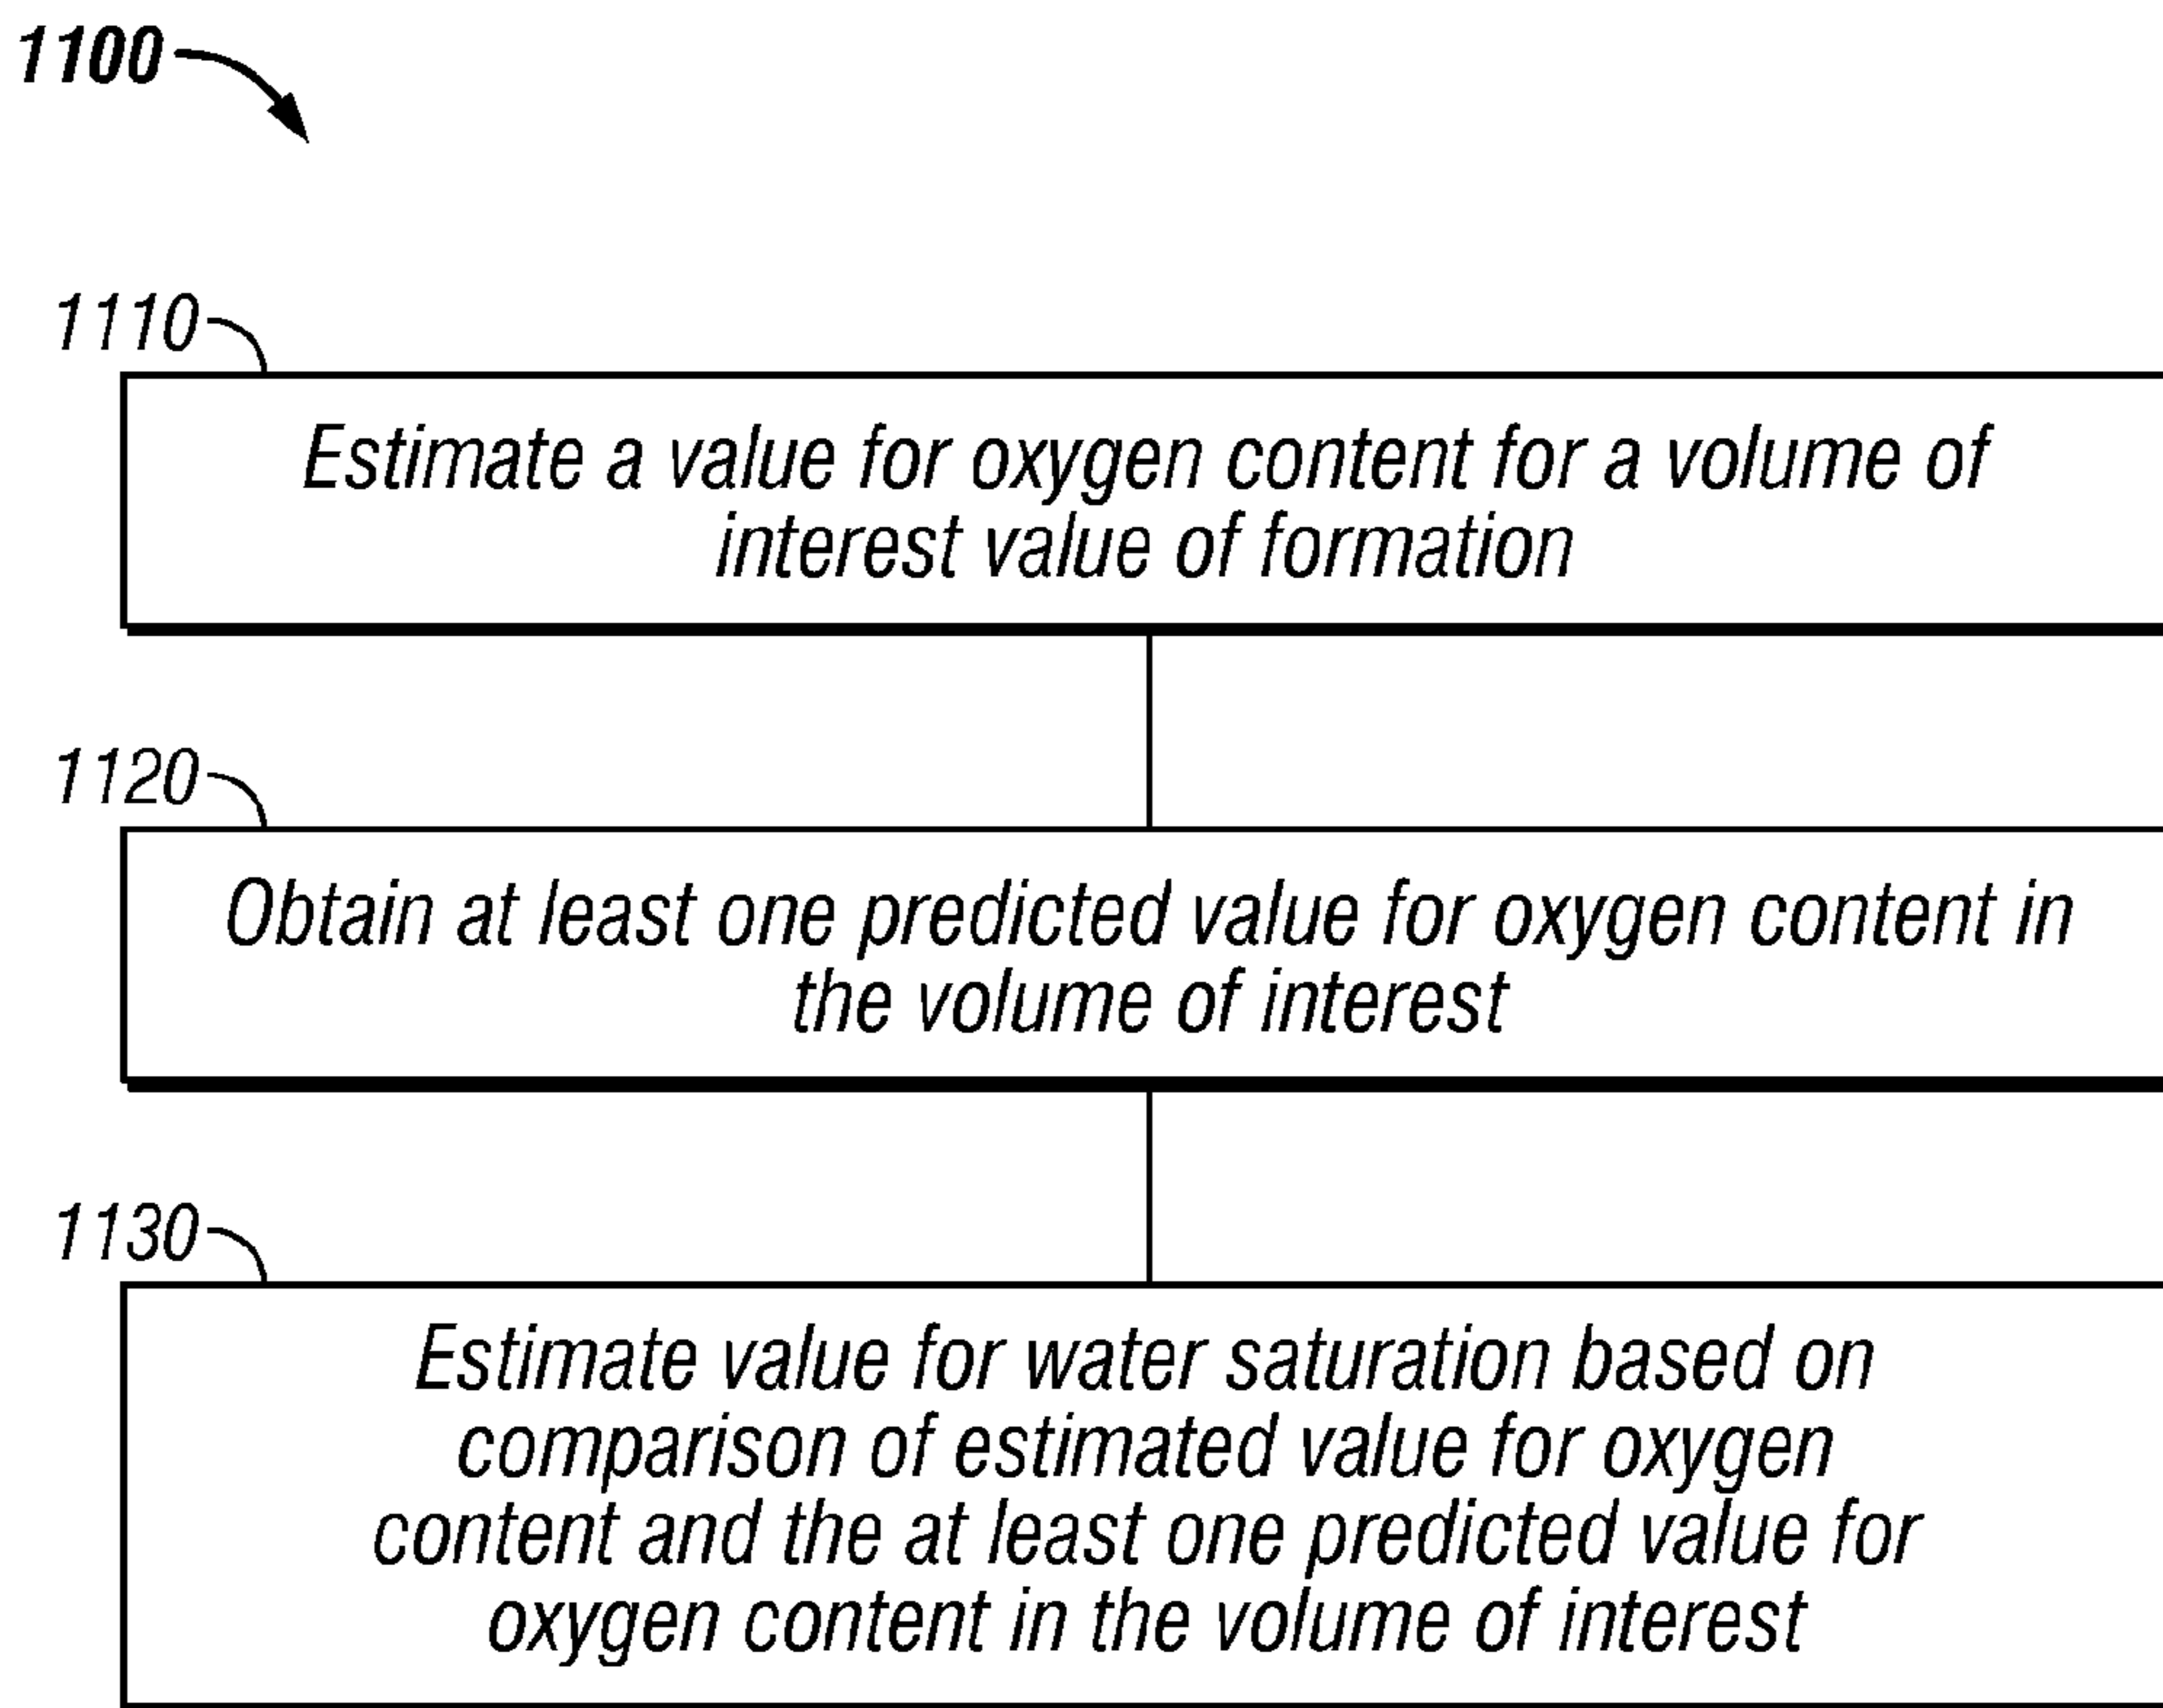 1100
1110
Estimate a value for oxygen content for a volume of
interest value of formation
1120
Obtain at least one predicted value for oxygen content in
the volume of interest
1130
Estimate value for water saturation based on
comparison of estimated value for oxygen
content and the at least one predicted value for
oxygen content in the volume of interest